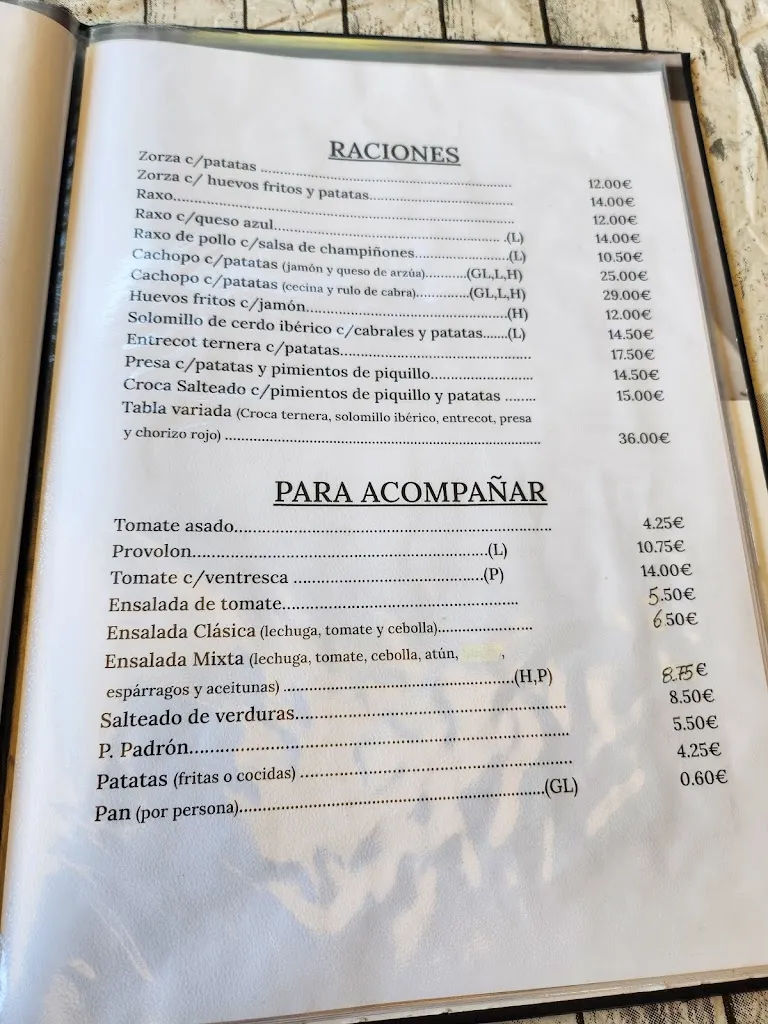 RACIONES
Zorza c/patatas ........................................ 12.00€
Zorza c/ huevos fritos y patatas........................ 14.00€
Raxo........................................ 12.00€
Raxo c/queso azul........................................(L) 14.00€
Raxo de pollo c/salsa de champiñones....................(L) 10.50€
Cachopo c/patatas (jamón y queso de arzúa)..........(GL,L,H) 25.00€
Cachopo c/patatas (cecina y rulo de cabra).............(GL,L,H) 29.00€
Huevos fritos c/jamón........................................(H) 12.00€
Solomillo de cerdo ibérico c/cabrales y patatas......(L) 14.50€
Entrecot ternera c/patatas........................................ 17.50€
Presa c/patatas y pimientos de piquillo.................... 14.50€
Croca Salteado c/pimientos de piquillo y patatas ........ 15.00€
Tabla variada (Croca ternera, solomillo ibérico, entrecot, presa
y chorizo rojo) ........................................ 36.00€
PARA ACOMPAÑAR
Tomate asado........................................ 4.25€
Provolon........................................(L) 10.75€
Tomate c/ventresca ........................................(P) 14.00€
Ensalada de tomate........................................ 5.50€
Ensalada Clásica (lechuga, tomate y cebolla).................... 6.50€
Ensalada Mixta (lechuga, tomate, cebolla, atún, ,
espárragos y aceitunas) ........................................(H,P) 8.75€
Salteado de verduras........................................ 8.50€
P. Padrón........................................ 5.50€
Patatas (fritas o cocidas) ........................................ 4.25€
Pan (por persona)........................................(GL) 0.60€